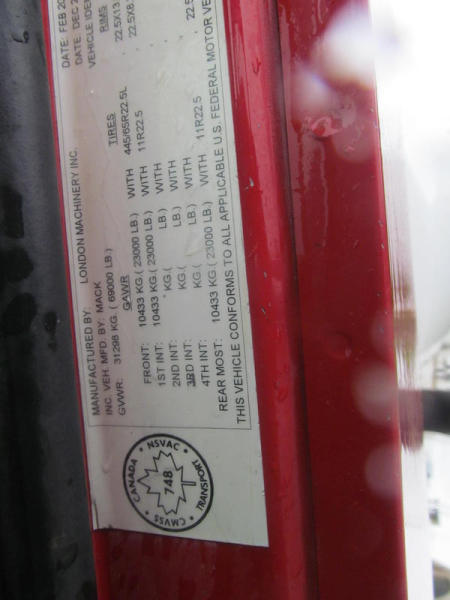 MANUFACTURED BY: LONDON MACHINERY INC. DATE: FEB 20
INC. VEH. MFD. BY: MACK DATE: DEC 2
GVWR: 31298 KG. ( 69000 LB.) VEHICLE IDE
GAWR TIRES RIMS
FRONT: 10433 KG.( 23000 LB.) WITH 445/65R22.5L 22.5X13
1ST INT: 10433 KG.( 23000 LB.) WITH 11R22.5 22.5X8.
2ND INT: KG.( LB.) WITH
3RD INT: KG.( LB.) WITH
4TH INT: KG.( LB.) WITH
REAR MOST: 10433 KG.( 23000 LB.) WITH 11R22.5 22.5
THIS VEHICLE CONFORMS TO ALL APPLICABLE U.S. FEDERAL MOTOR VE
CANADA • NSVAC • TRANSPORT • CMVSS
748